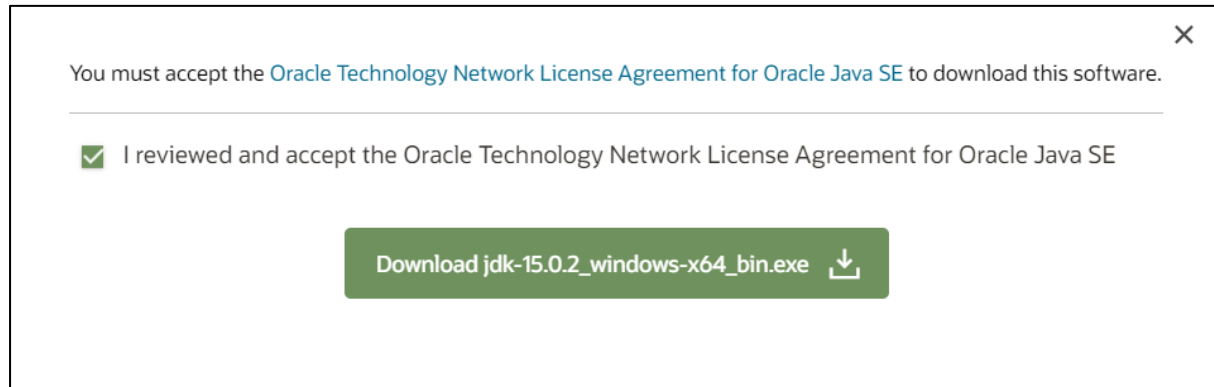 You must accept the Oracle Technology Network License Agreement for Oracle Java SE to download this software.
I reviewed and accept the Oracle Technology Network License Agreement for Oracle Java SE
Download jdk-15.0.2_windows-x64_bin.exe